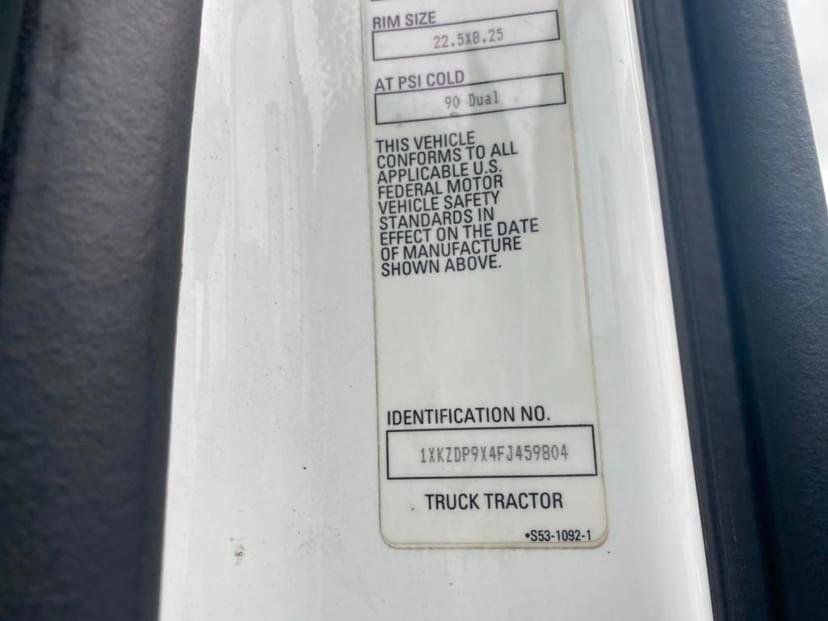 RIM SIZE
22.5X8.25
AT PSI COLD
90 Dual
THIS VEHICLE
CONFORMS TO ALL
APPLICABLE U.S.
FEDERAL MOTOR
VEHICLE SAFETY
STANDARDS IN
EFFECT ON THE DATE
OF MANUFACTURE
SHOWN ABOVE.
IDENTIFICATION NO.
1XKZDP9X4FJ459804
TRUCK TRACTOR
•S53-1092-1